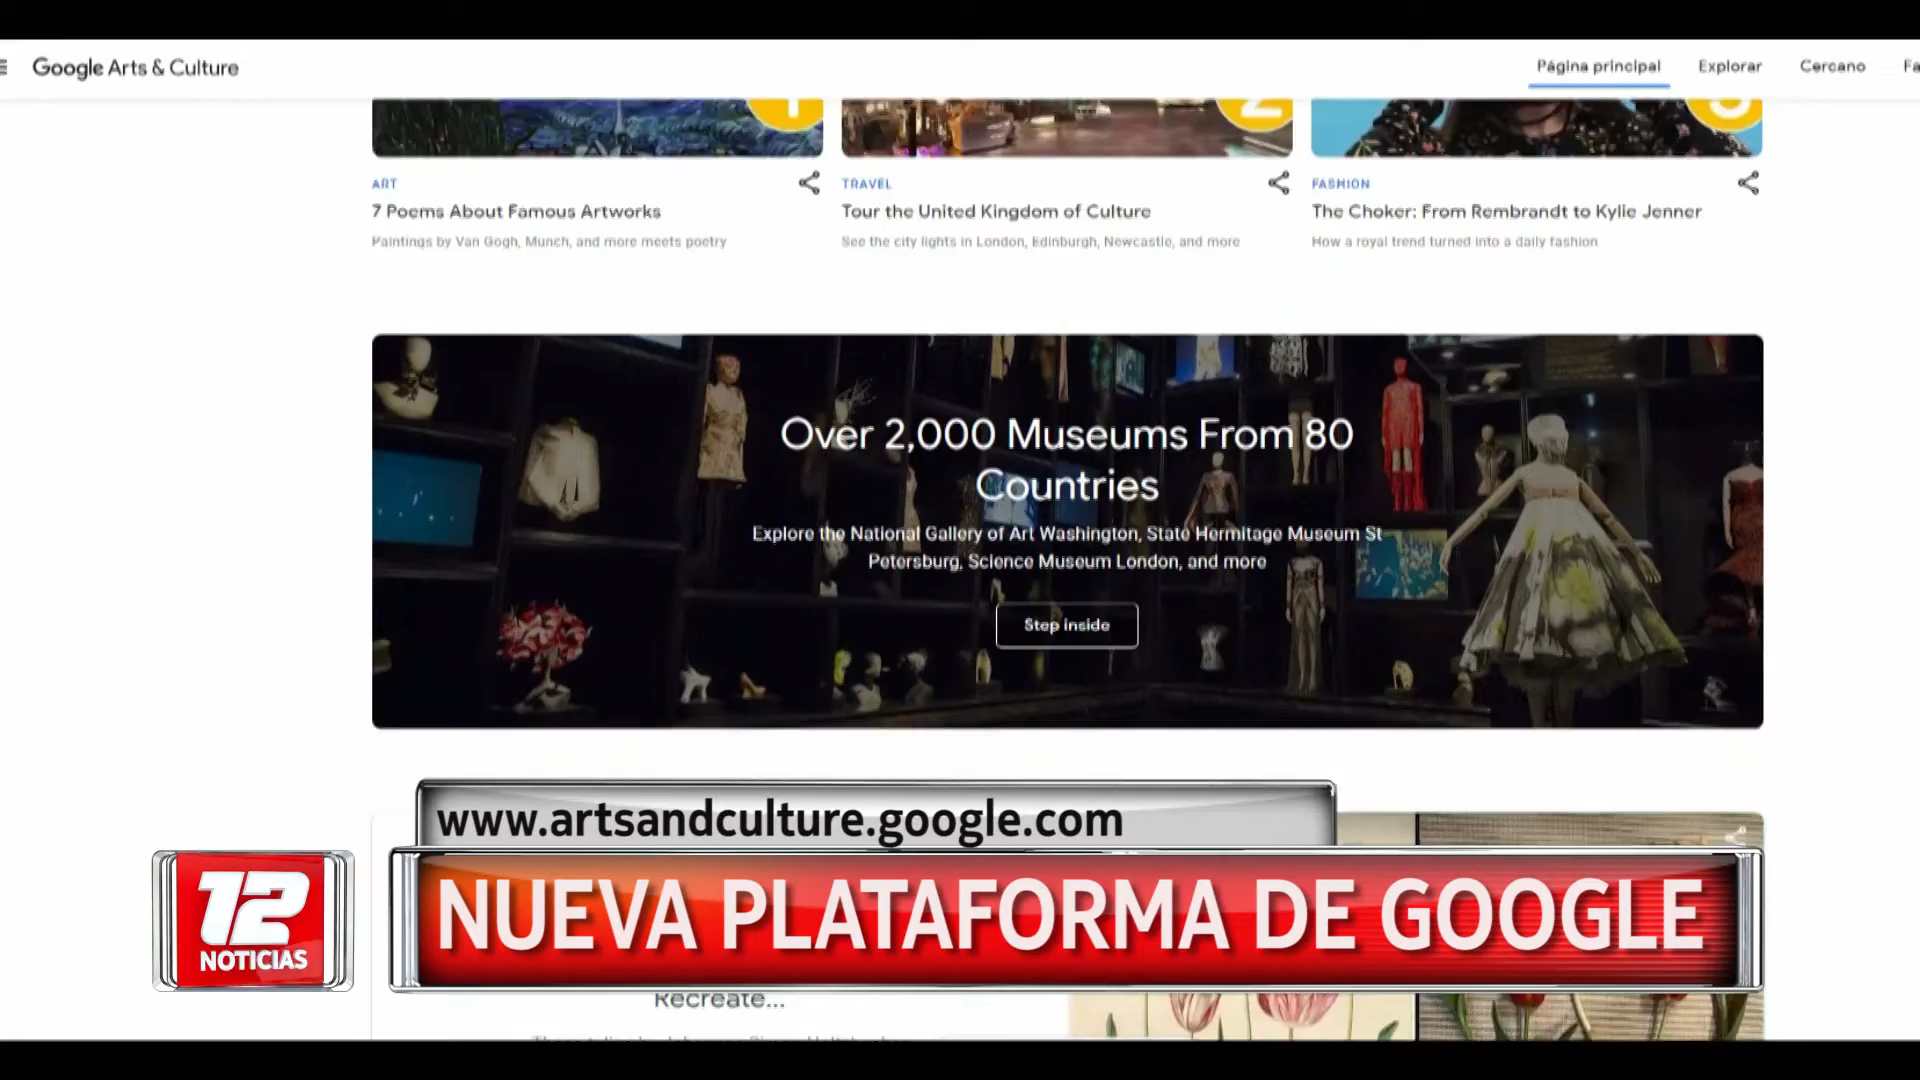 Google Arts & Culture
Página principal
Explorar
Cercano
1
2
3
ART
7 Poems About Famous Artworks
Paintings by Van Gogh, Munch, and more meets poetry
TRAVEL
Tour the United Kingdom of Culture
See the city lights in London, Edinburgh, Newcastle, and more
FASHION
The Choker: From Rembrandt to Kylie Jenner
How a royal trend turned into a daily fashion
Over 2,000 Museums From 80
Countries
Explore the National Gallery of Art Washington, State Hermitage Museum St
Petersburg, Science Museum London, and more
Step inside
www.artsandculture.google.com
12
NOTICIAS
NUEVA PLATAFORMA DE GOOGLE
Recreate...